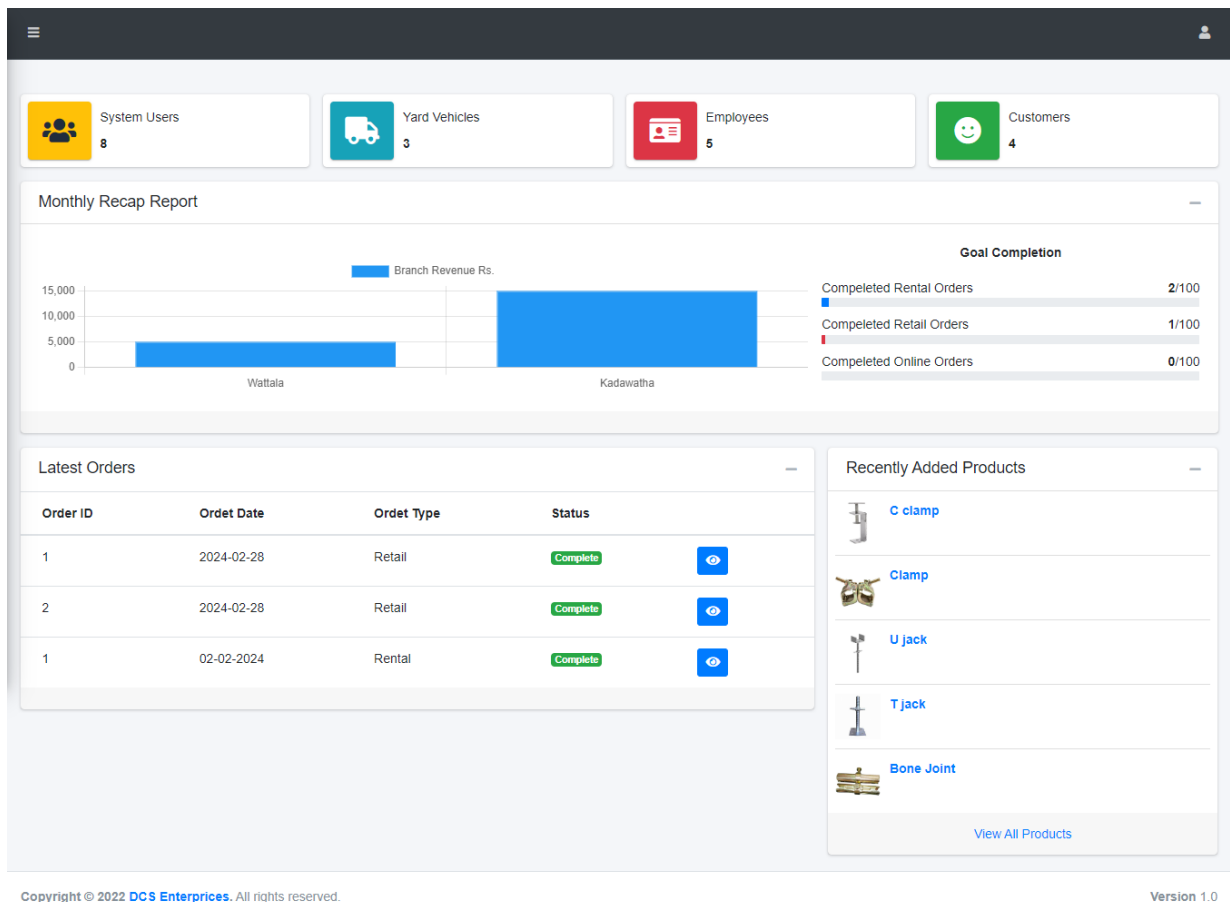 System Users
8
Yard Vehicles
3
Employees
5
Customers
4
Monthly Recap Report
Branch Revenue Rs.
15,000
10,000
5,000
0
Wattala
Kadawatha
Goal Completion
Compeleted Rental Orders 2/100
Compeleted Retail Orders 1/100
Compeleted Online Orders 0/100
Latest Orders
Order ID Ordet Date Ordet Type Status
1 2024-02-28 Retail Complete
2 2024-02-28 Retail Complete
1 02-02-2024 Rental Complete
Recently Added Products
C clamp
Clamp
U jack
T jack
Bone Joint
View All Products
Copyright © 2022 DCS Enterprices. All rights reserved.
Version 1.0